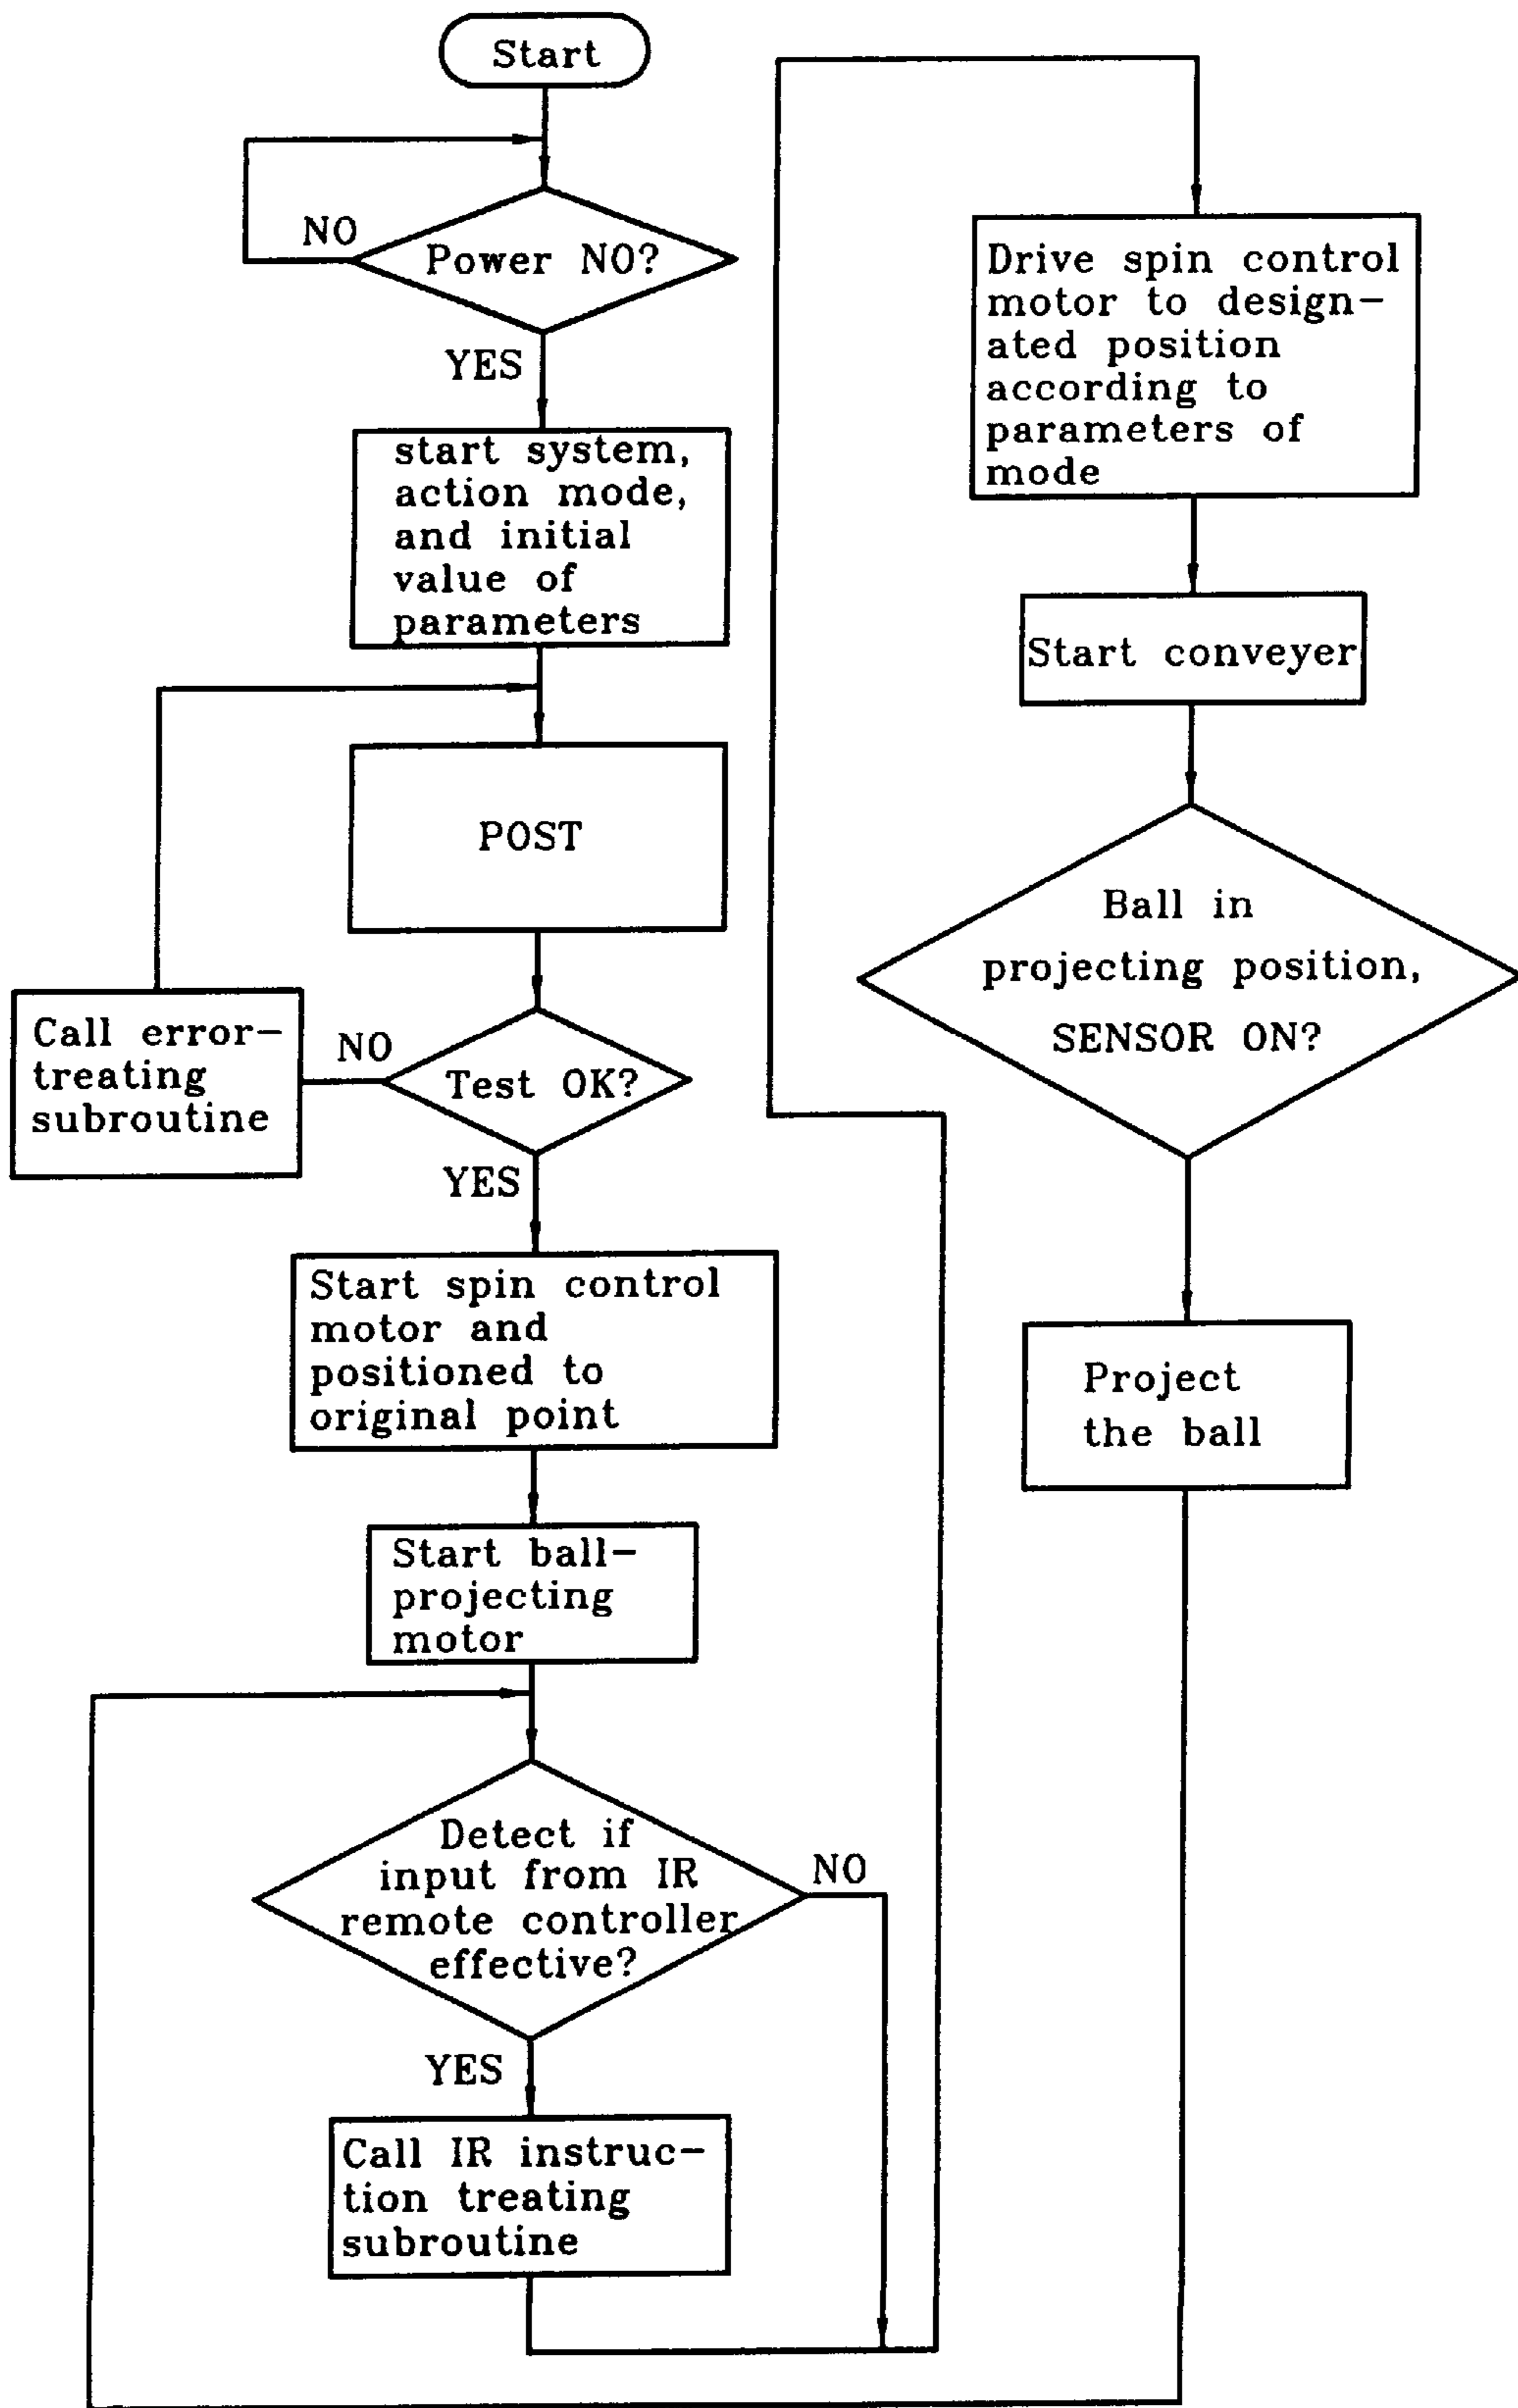 Start
NO
Power NO?
YES
start system,
action mode,
and initial
value of
parameters
POST
Call error-
treating
subroutine
NO
Test OK?
YES
Start spin control
motor and
positioned to
original point
Start ball-
projecting
motor
Detect if
input from IR
remote controller
effective?
NO
YES
Call IR instruc-
tion treating
subroutine
Drive spin control
motor to design-
ated position
according to
parameters of
mode
Start conveyer
Ball in
projecting position,
SENSOR ON?
Project
the ball